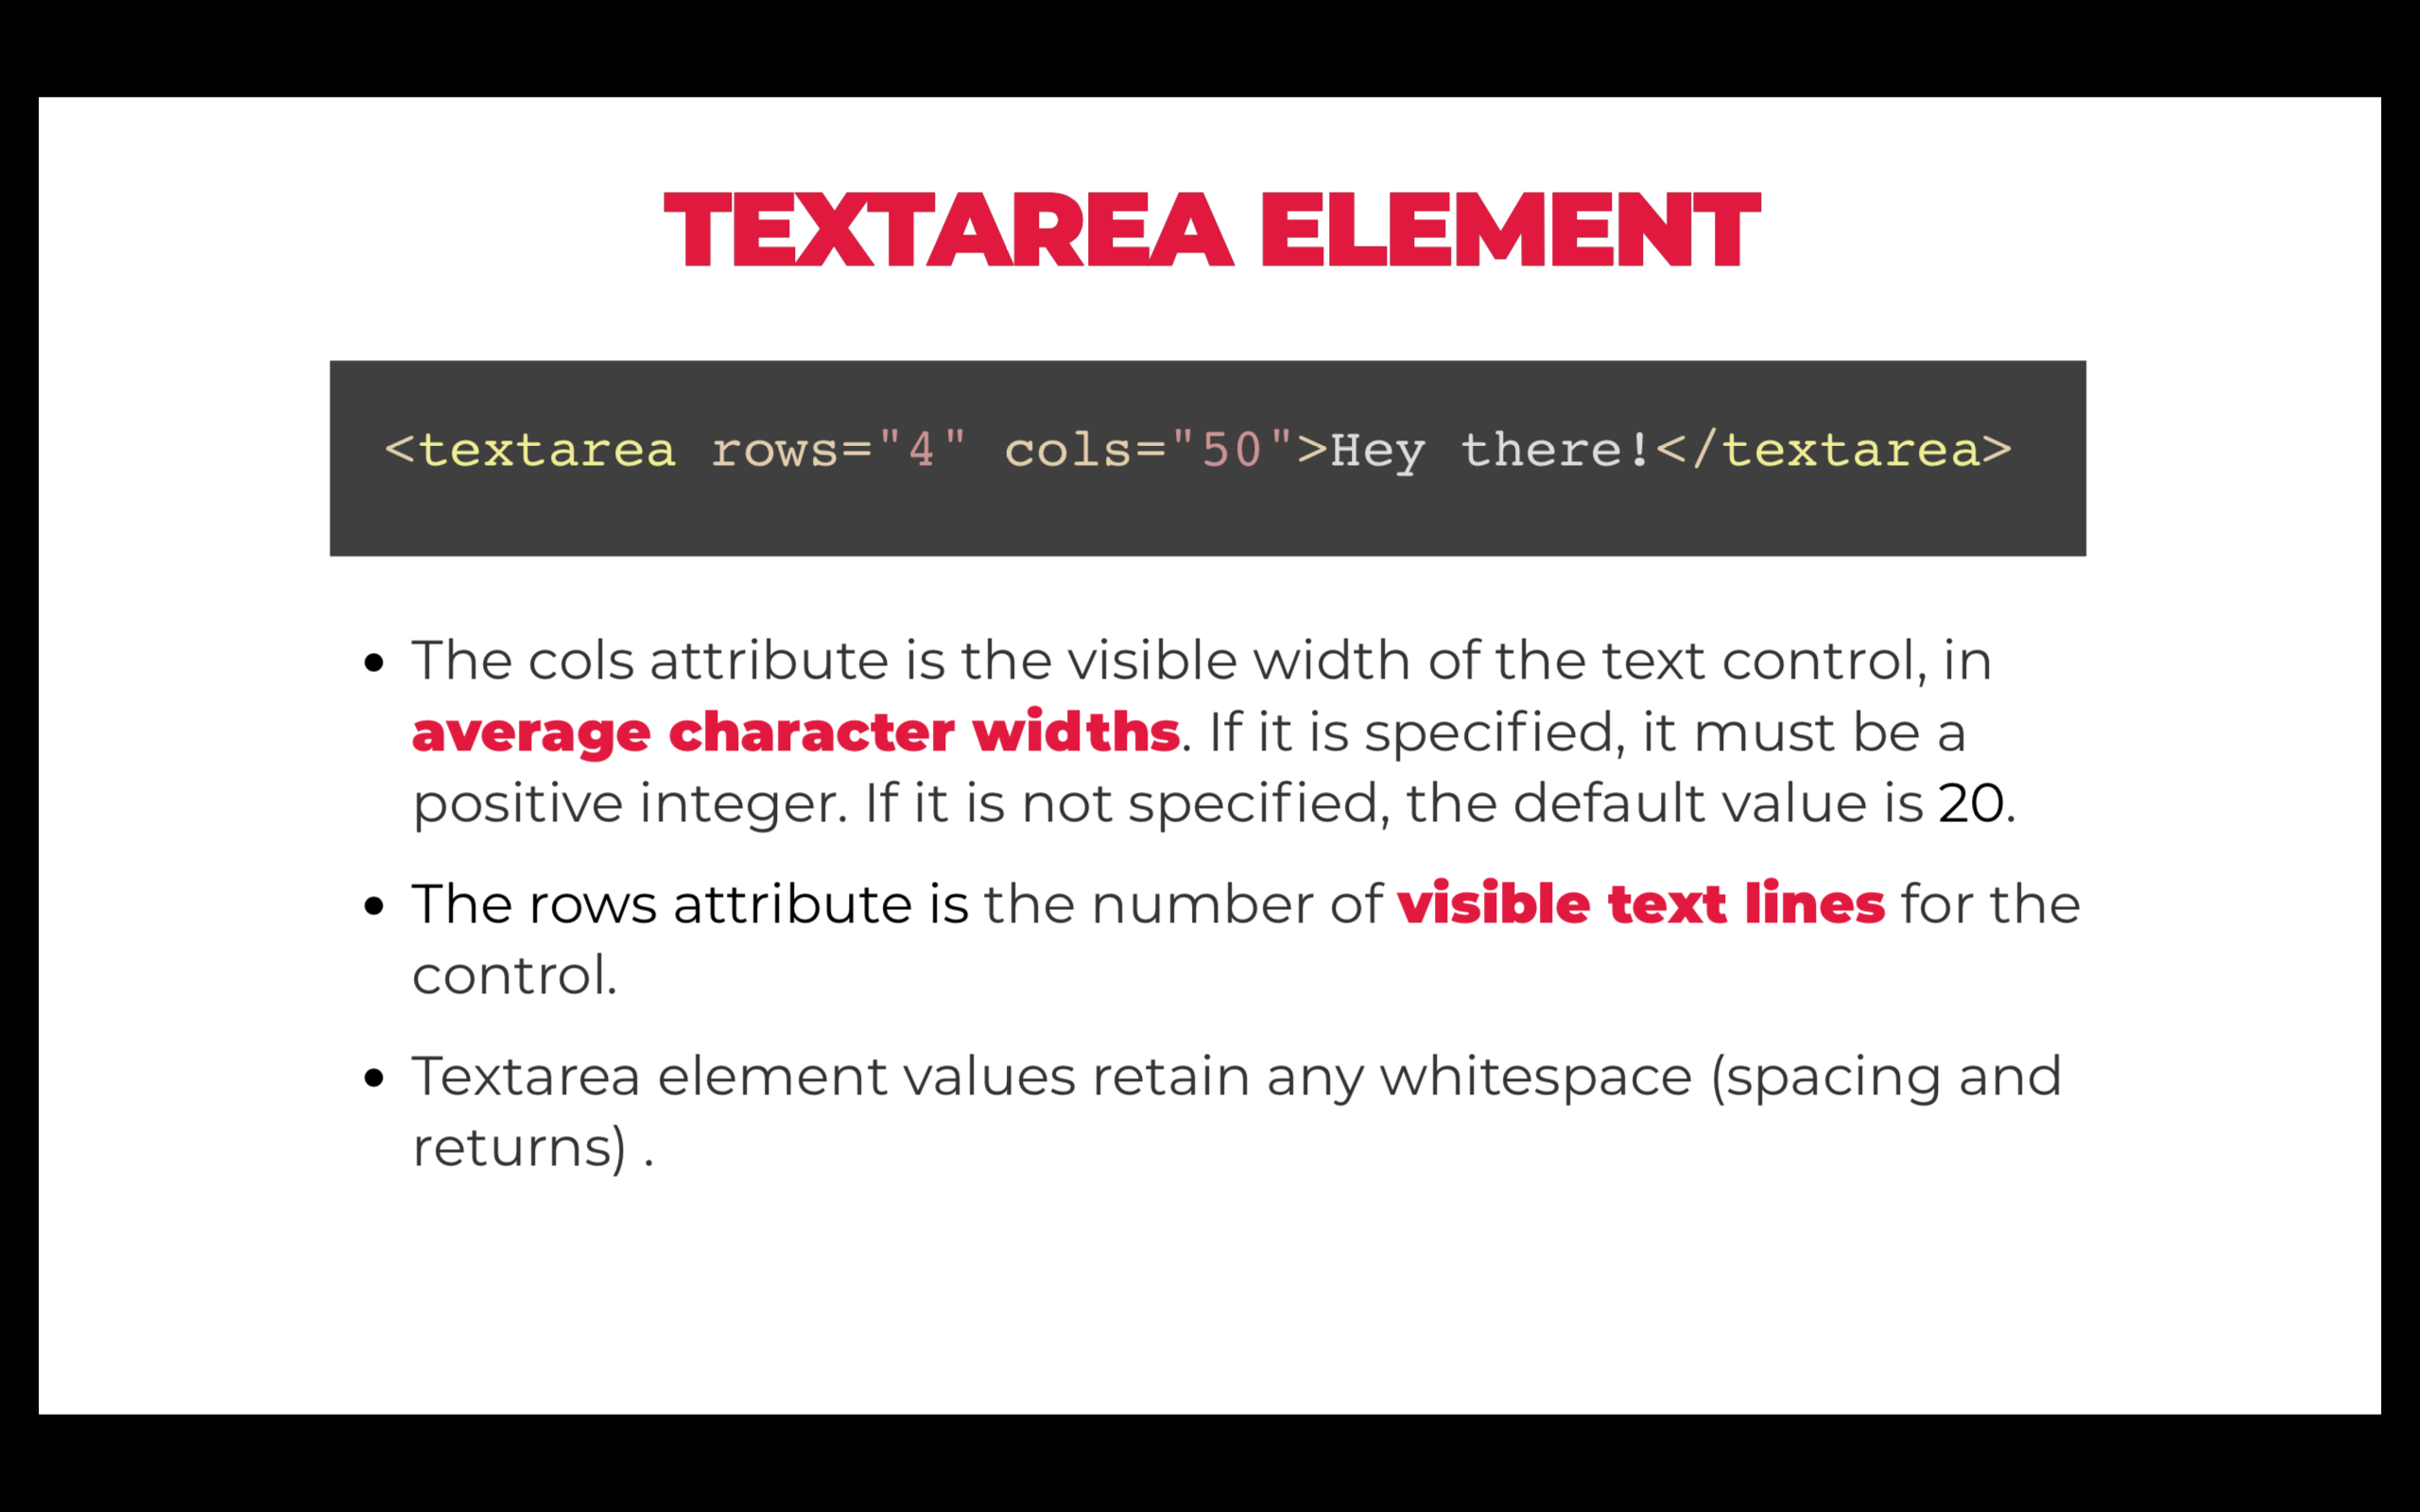 TEXTAREA ELEMENT
<textarea rows="4" cols="50">Hey there!</textarea>
• The cols attribute is the visible width of the text control, in
average character widths. If it is specified, it must be a
positive integer. If it is not specified, the default value is 20.
• The rows attribute is the number of visible text lines for the
control.
• Textarea element values retain any whitespace (spacing and
returns) .